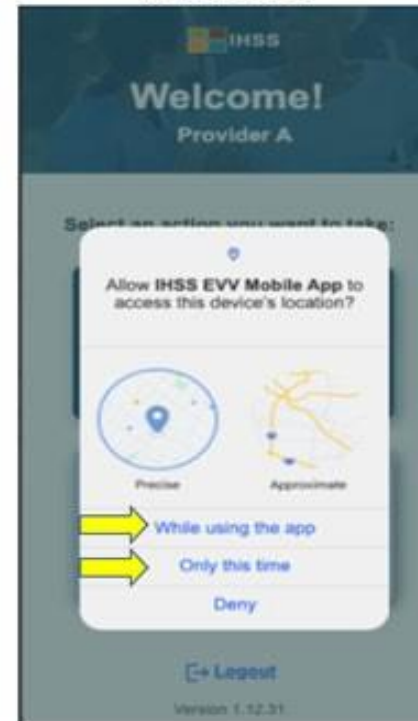 IHSS
Welcome!
Provider A
Select an action you want to take:
Allow IHSS EVV Mobile App to
access this device's location?
Precise
Approximate
While using the app
Only this time
Deny
Logout
Version 1.12.31